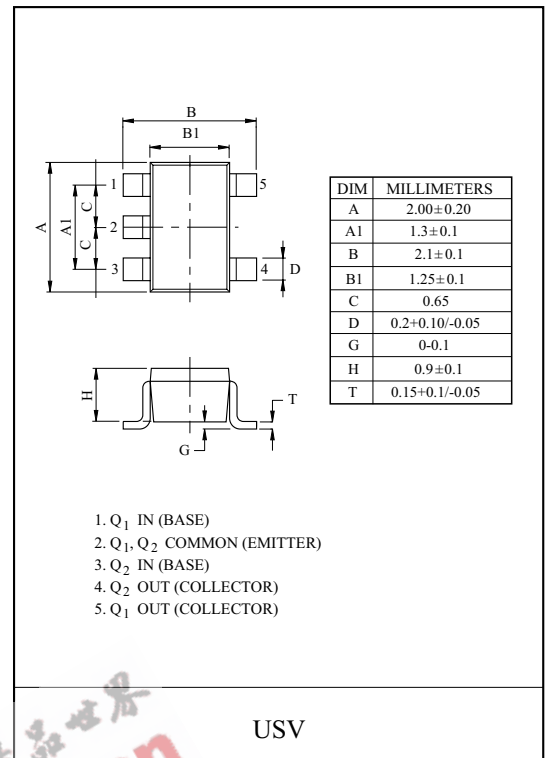 B
B1
1 5
A A1 C 2
C
3 4 D
H T
G
DIM MILLIMETERS
A 2.00±0.20
A1 1.3±0.1
B 2.1±0.1
B1 1.25±0.1
C 0.65
D 0.2+0.10/-0.05
G 0-0.1
H 0.9±0.1
T 0.15+0.1/-0.05
1. Q1 IN (BASE)
2. Q1, Q2 COMMON (EMITTER)
3. Q2 IN (BASE)
4. Q2 OUT (COLLECTOR)
5. Q1 OUT (COLLECTOR)
世界
USV